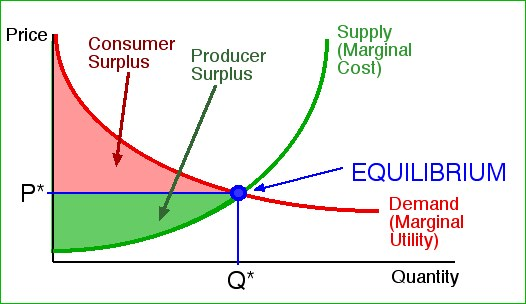 Price
Consumer
Surplus
Producer
Surplus
Supply
(Marginal
Cost)
EQUILIBRIUM
P*
Demand
(Marginal
Utility)
Q*
Quantity